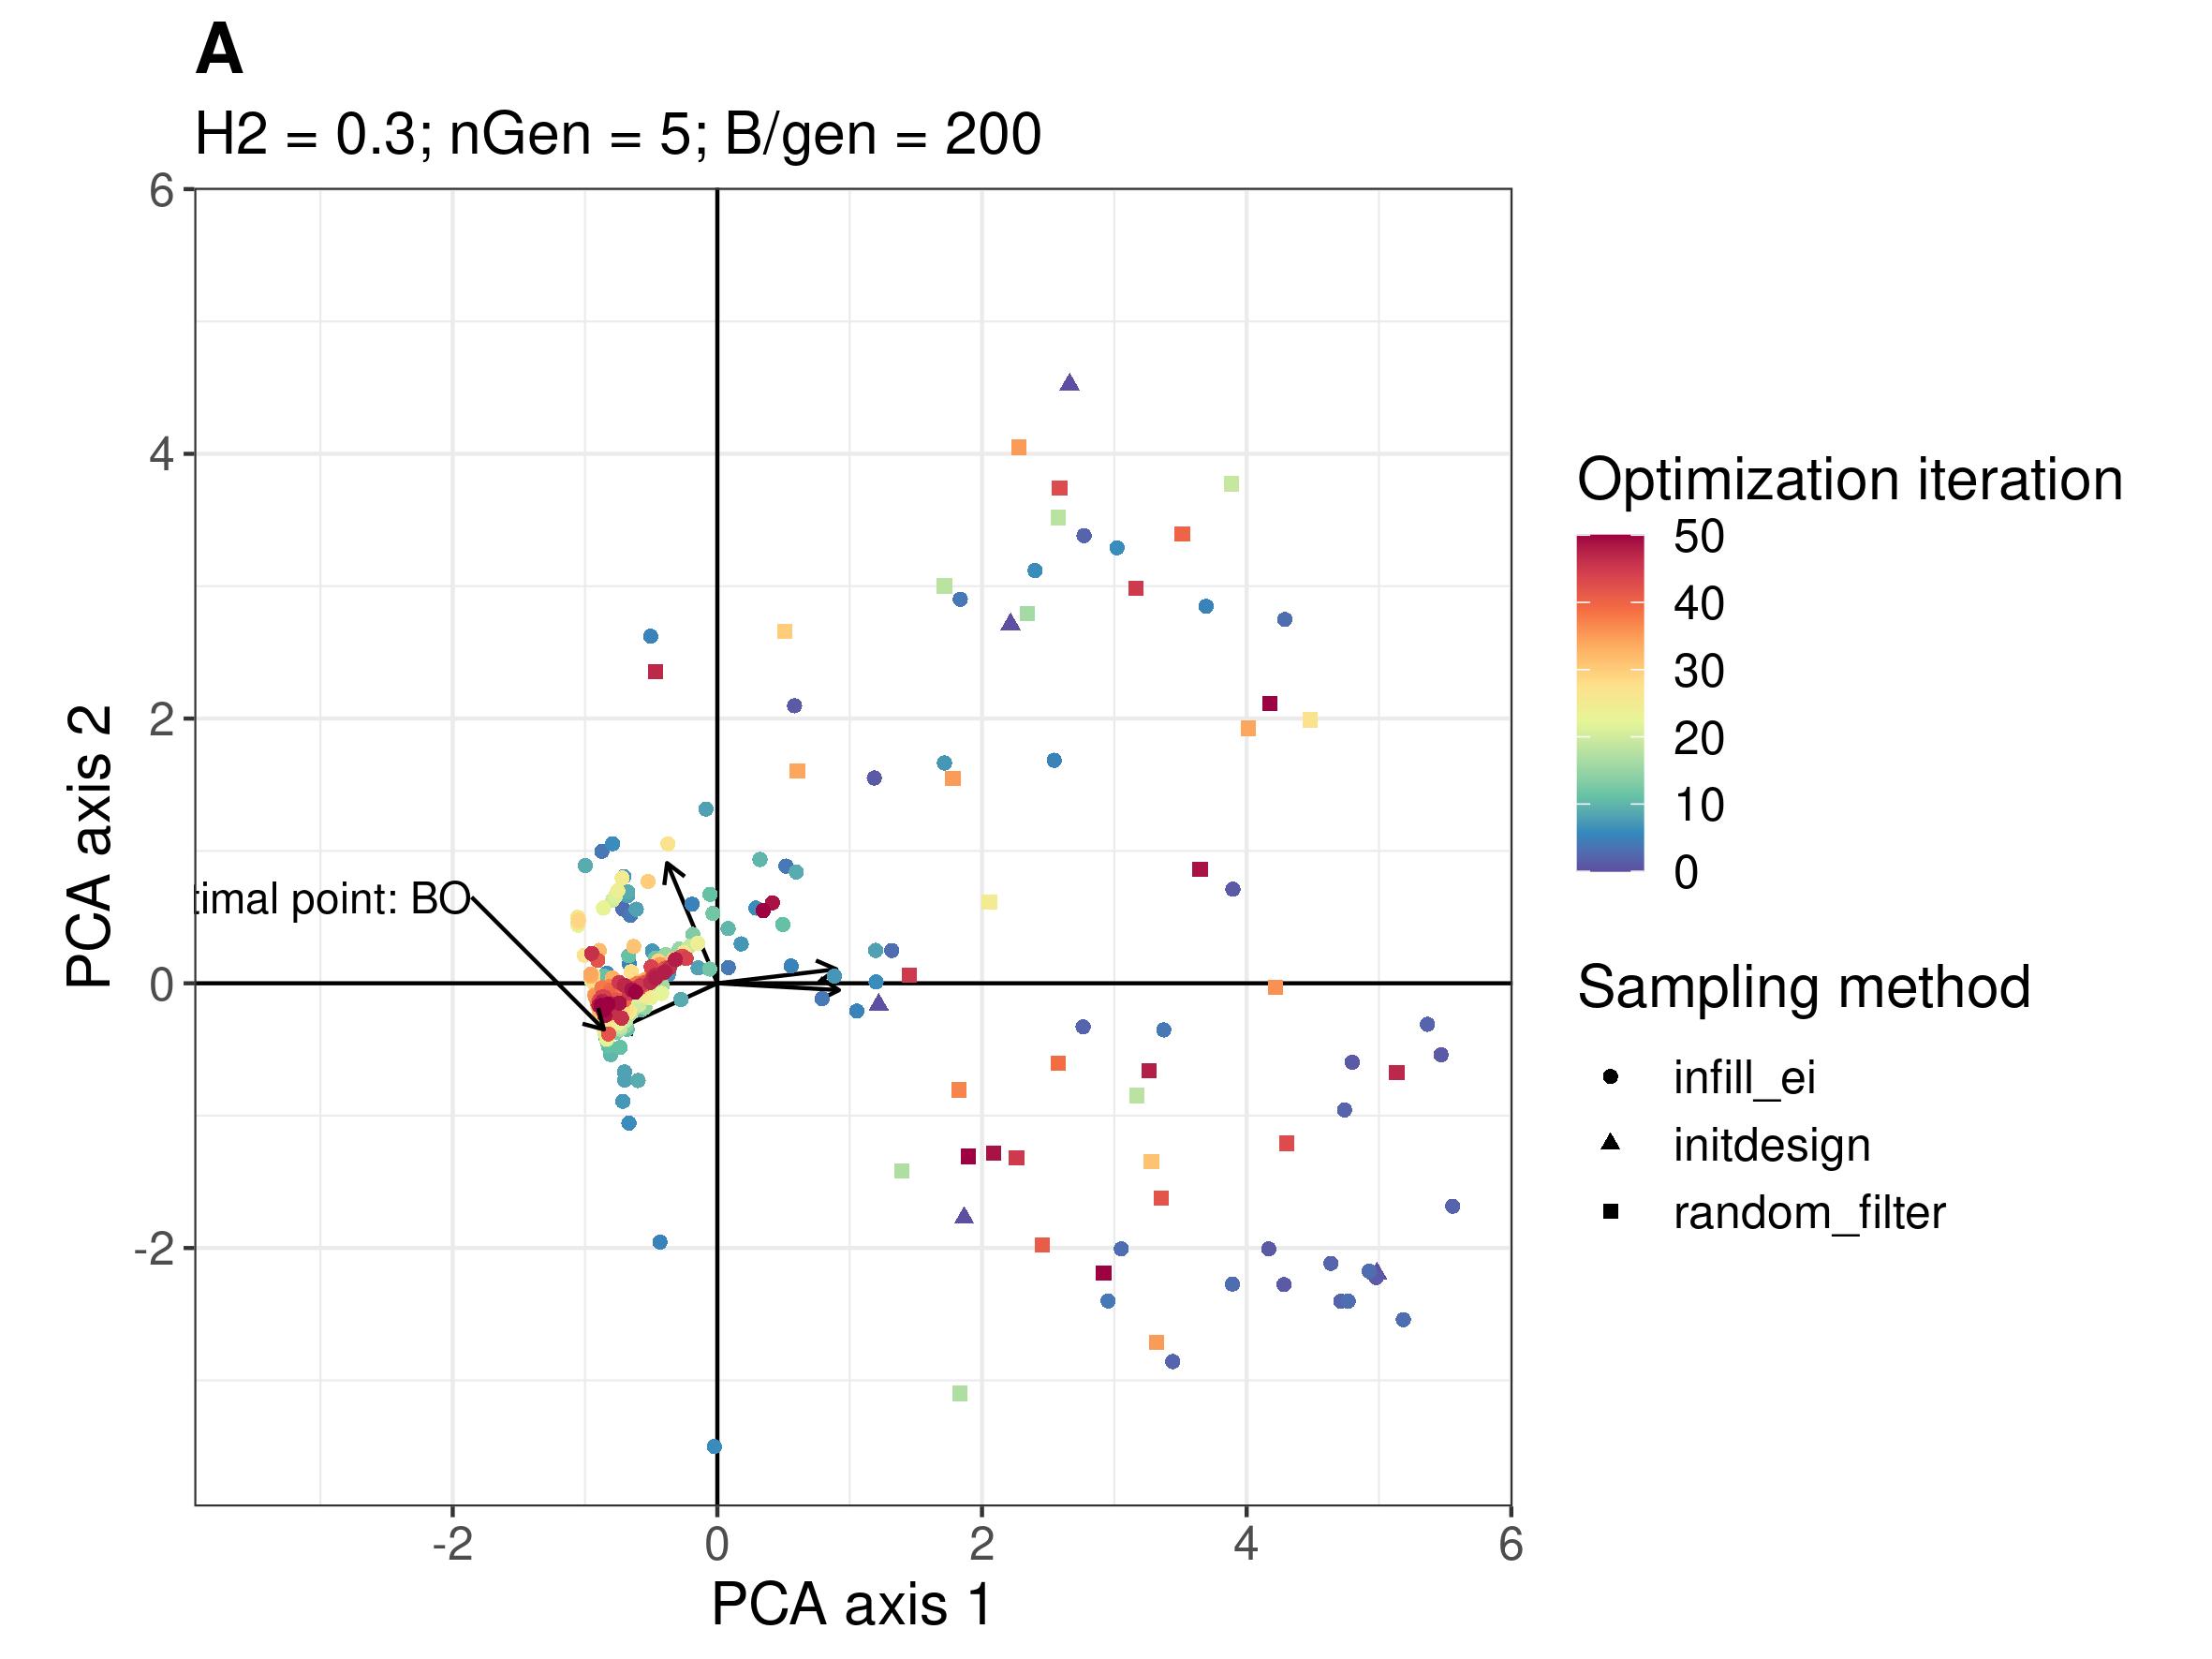 A
H2 = 0.3; nGen = 5; B/gen = 200
6
4
2
0
-2
PCA axis 2
timal point: BO
-2
0
2
4
6
PCA axis 1
Optimization iteration
50
40
30
20
10
0
Sampling method
infill_ei
initdesign
random_filter